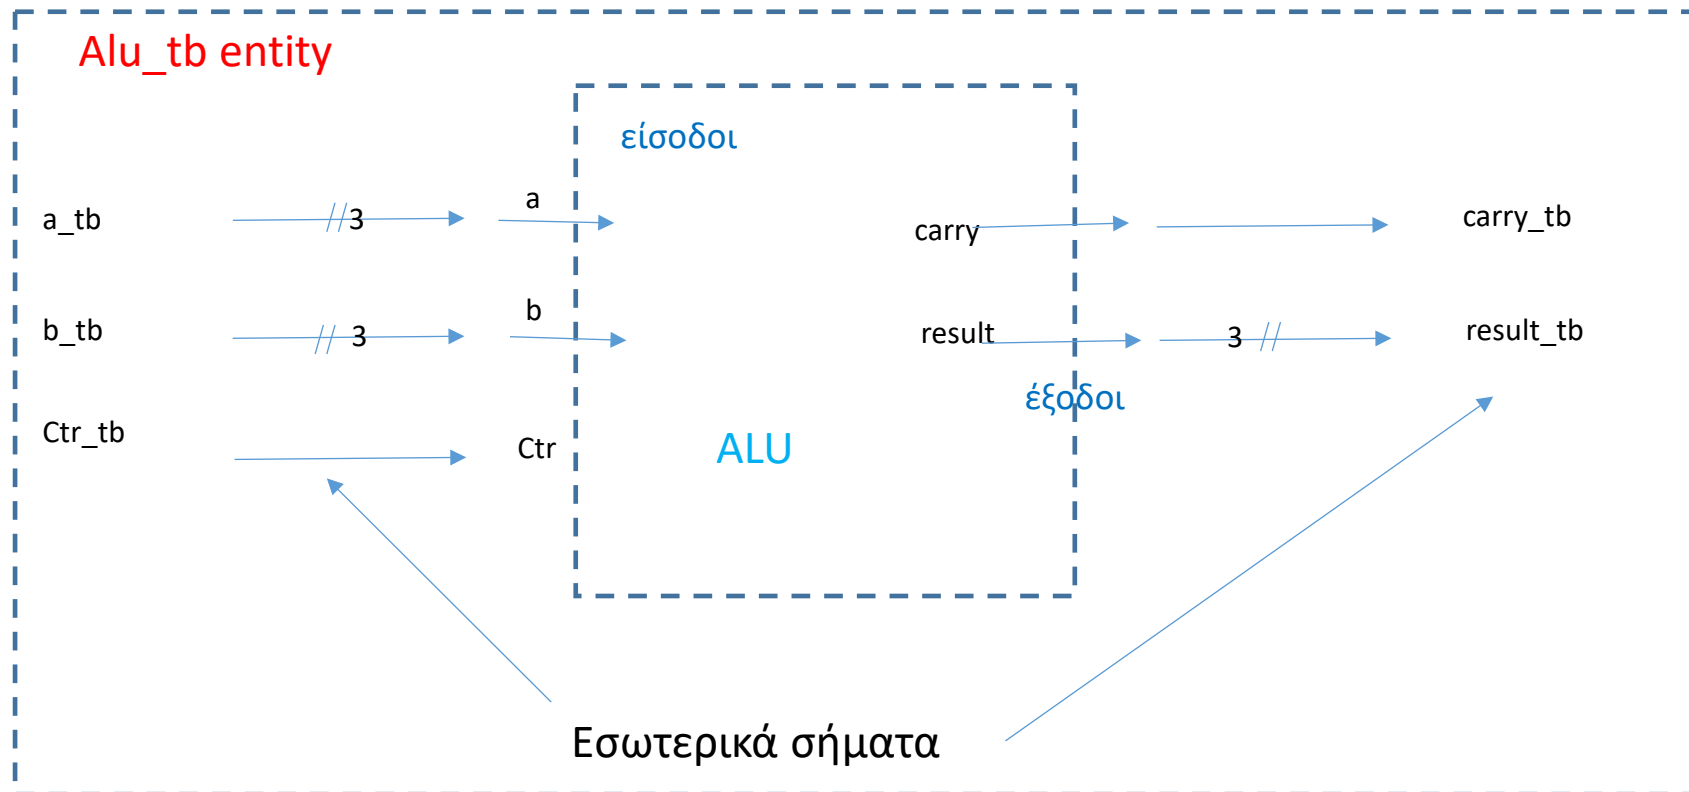 Alu_tb entity
είσοδοι
a_tb
3
a
carry
carry_tb
b_tb
3
b
result
3
result_tb
έξοδοι
Ctr_tb
Ctr
ALU
Εσωτερικά σήματα